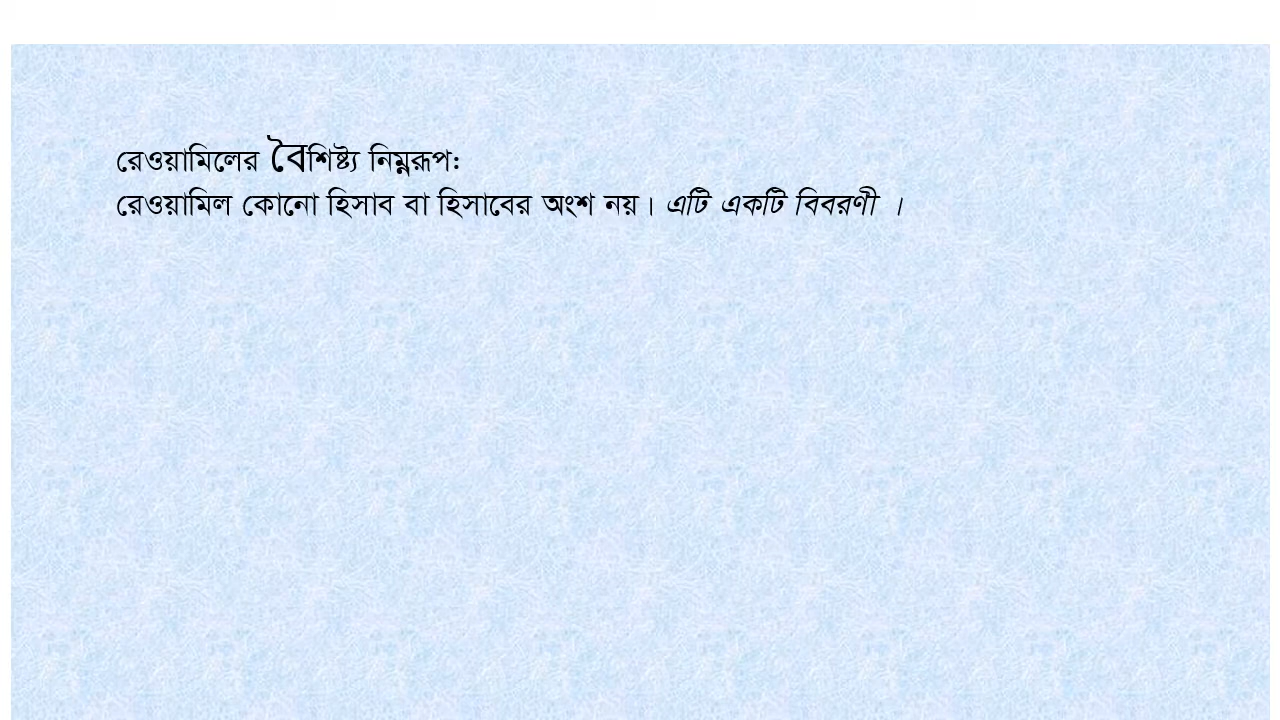 রেওয়ামিলের বৈশিষ্ট্য নিম্নরূপ:
রেওয়ামিল কোনো হিসাব বা হিসাবের অংশ নয়। এটি একটি বিবরণী ।